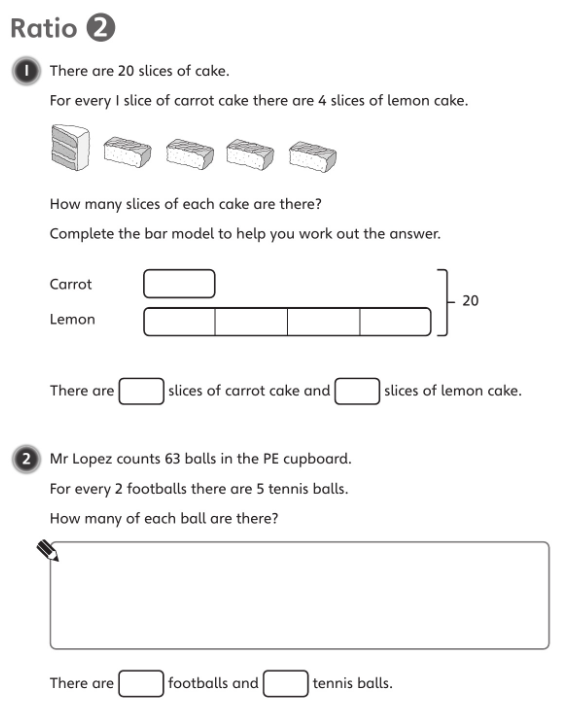 Ratio 2
1 There are 20 slices of cake.
For every 1 slice of carrot cake there are 4 slices of lemon cake.
How many slices of each cake are there?
Complete the bar model to help you work out the answer.
Carrot
20
Lemon
There are slices of carrot cake and slices of lemon cake.
2 Mr Lopez counts 63 balls in the PE cupboard.
For every 2 footballs there are 5 tennis balls.
How many of each ball are there?
There are footballs and tennis balls.